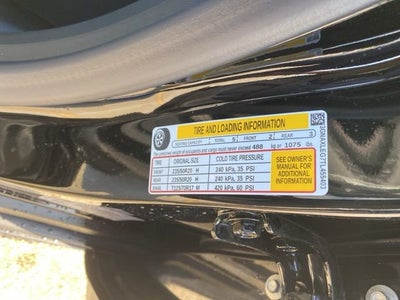 TIRE AND LOADING INFORMATION
SEATING CAPACITY TOTAL 5 FRONT 2 REAR 3
The combined weight of occupants and cargo must never exceed 488 kg or 1075 lbs.
TIRE ORIGINAL SIZE COLD TIRE PRESSURE
FRONT 235/50R20 H 240 kPa, 35 PSI
REAR 235/50R20 H 240 kPa, 35 PSI
SPARE T125/70R17 M 420 kPa, 60 PSI
SEE OWNER'S
MANUAL FOR
ADDITIONAL
INFORMATION